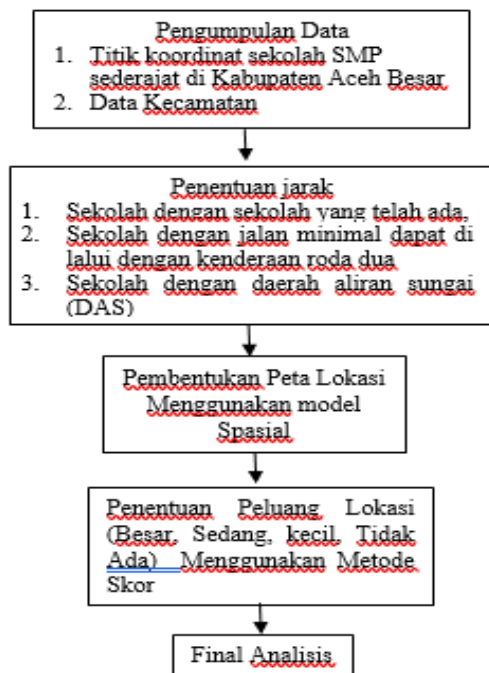 Pengumpulan Data
1. Titik koordinat sekolah SMP
sederajat di Kabupaten Aceh Besar
2. Data Kecamatan
Penentuan jarak
1. Sekolah dengan sekolah yang telah ada,
2. Sekolah dengan jalan minimal dapat di
lalui dengan kenderaan roda dua
3. Sekolah dengan daerah aliran sungai
(DAS)
Pembentukan Peta Lokasi
Menggunakan model
Spasial
Penentuan Peluang Lokasi
(Besar, Sedang, kecil, Tidak
Ada) Menggunakan Metode
Skor
Final Analisis